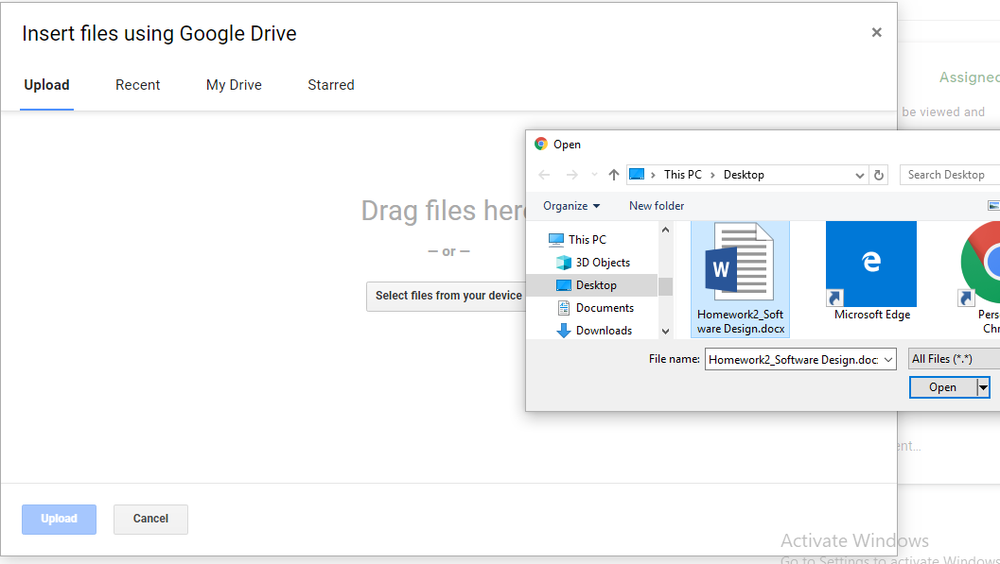 Insert files using Google Drive
Upload
Recent
My Drive
Starred
Assigned
be viewed and
Open
This PC
Desktop
Search Desktop
Organize
New folder
This PC
3D Objects
Desktop
Documents
Downloads
W
Homework2_Soft
ware Design.docx
e
Microsoft Edge
Pers
Chr
Drag files here
— or —
Select files from your device
File name:
Homework2_Software Design.doc
All Files (*.*)
Open
ent...
Upload
Cancel
Activate Windows
Go to Settings to activate Windows